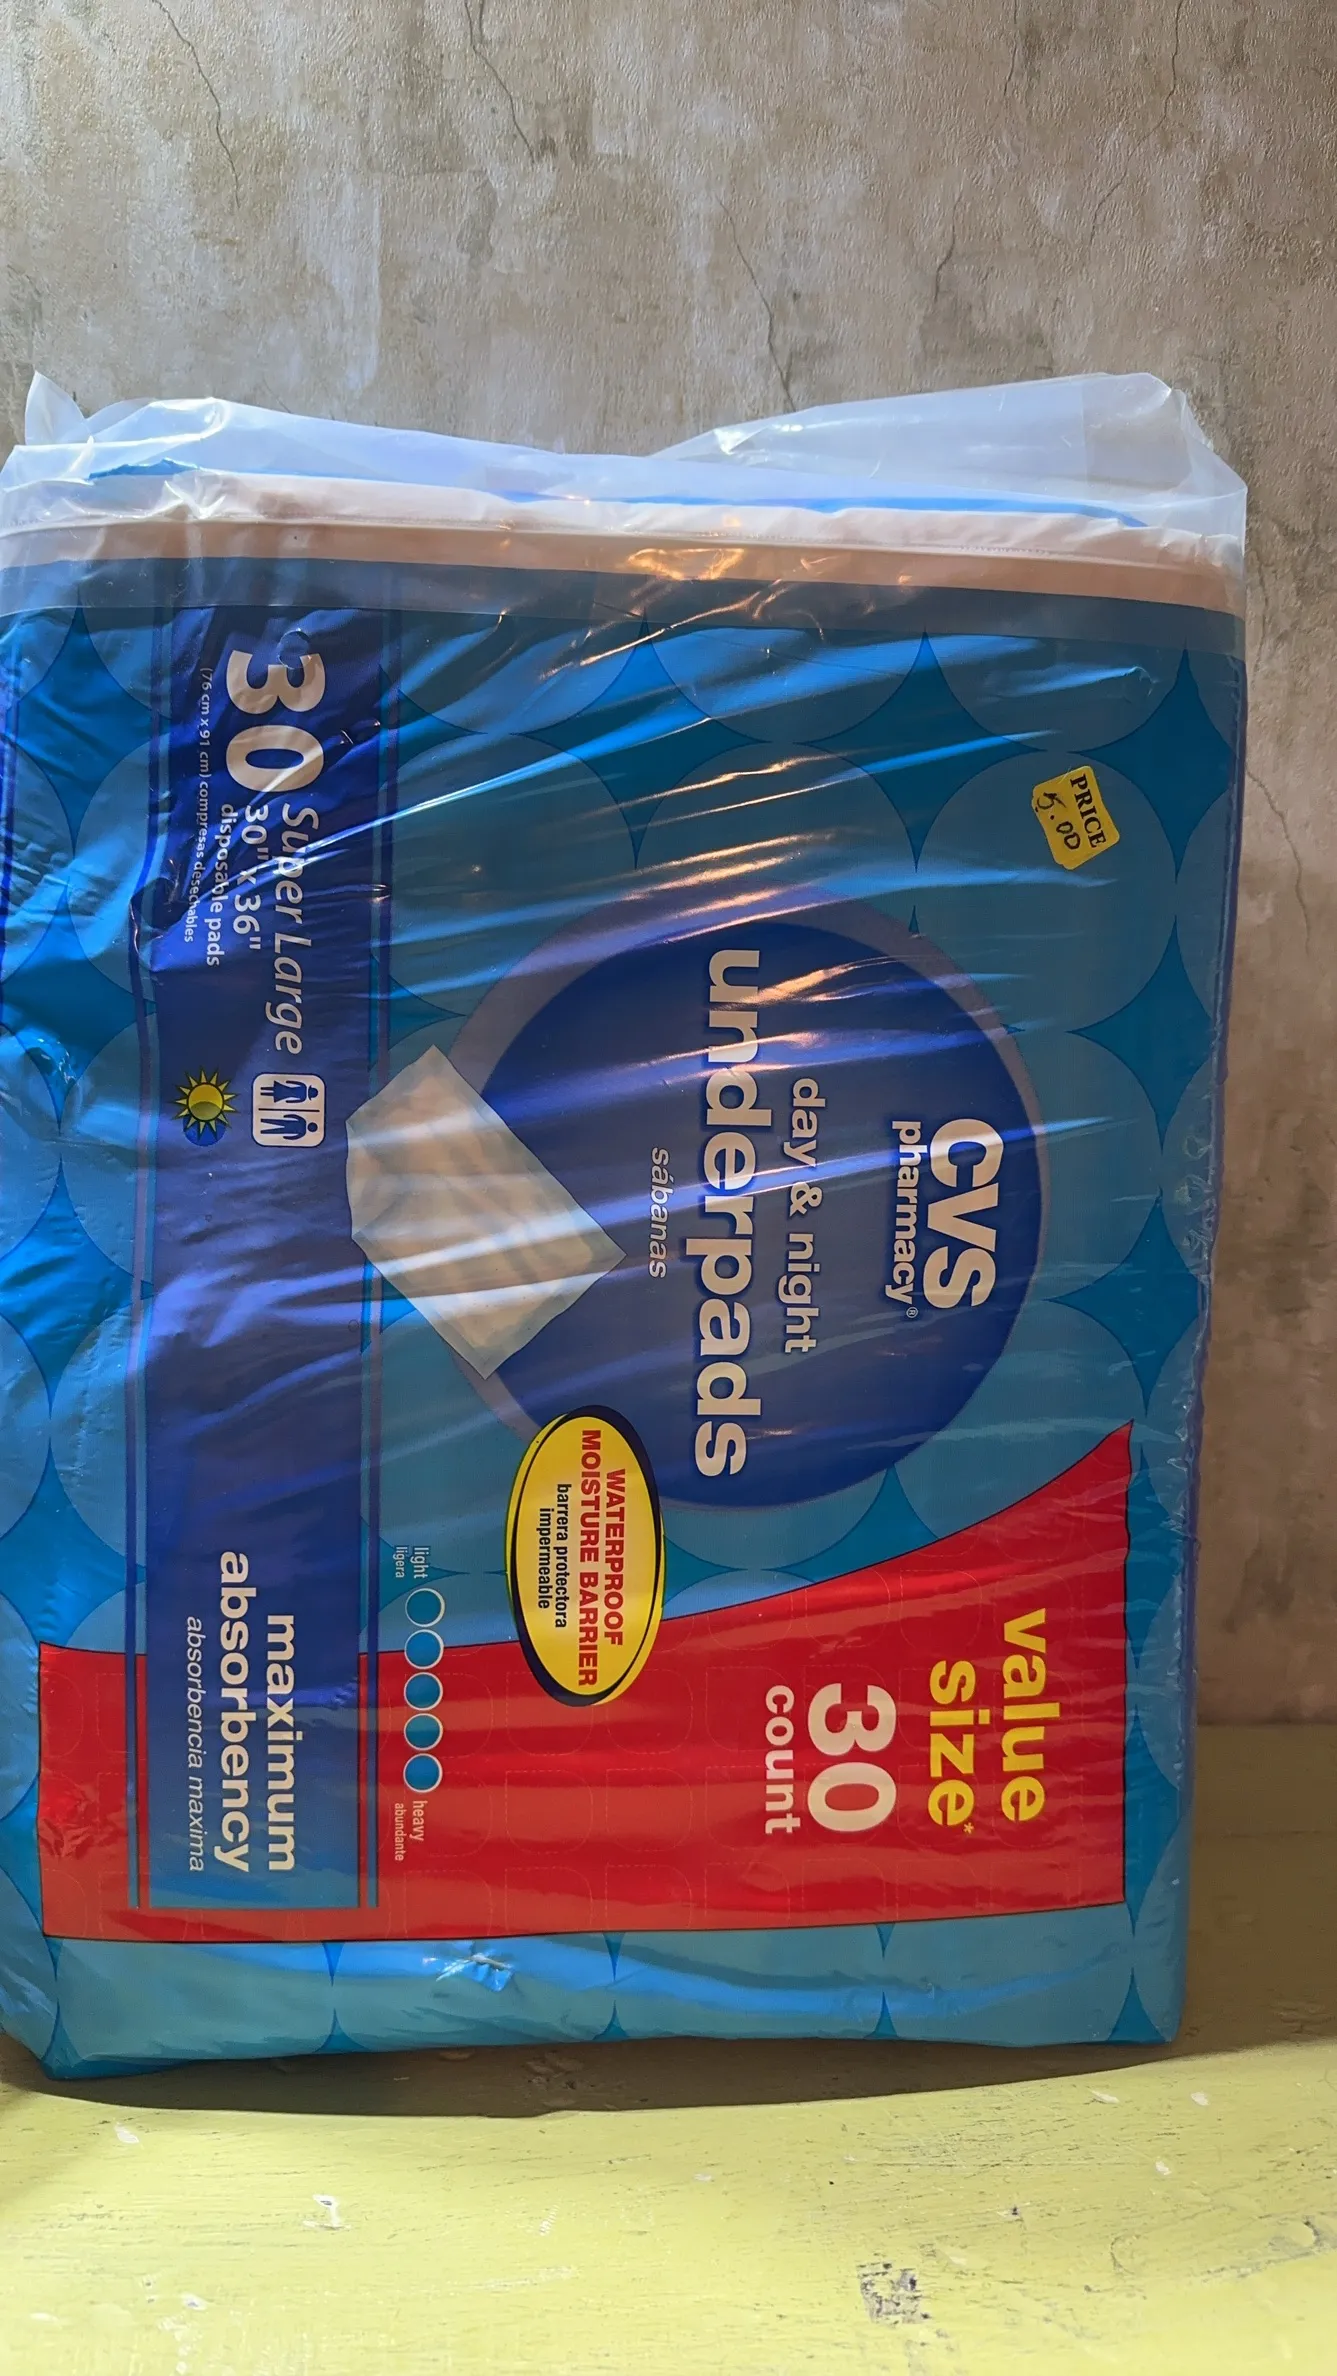 PRICE
5.00
CVS
pharmacy®
day & night
underpads
sábanas
value
size*
30
count
WATERPROOF
MOISTURE BARRIER
barrera protectora
impermeable
light
ligera
heavy
abundante
30
Super Large
30" x 36"
disposable pads
(76 cm x 91 cm) compresas desechables
maximum
absorbency
absorbencia maxima